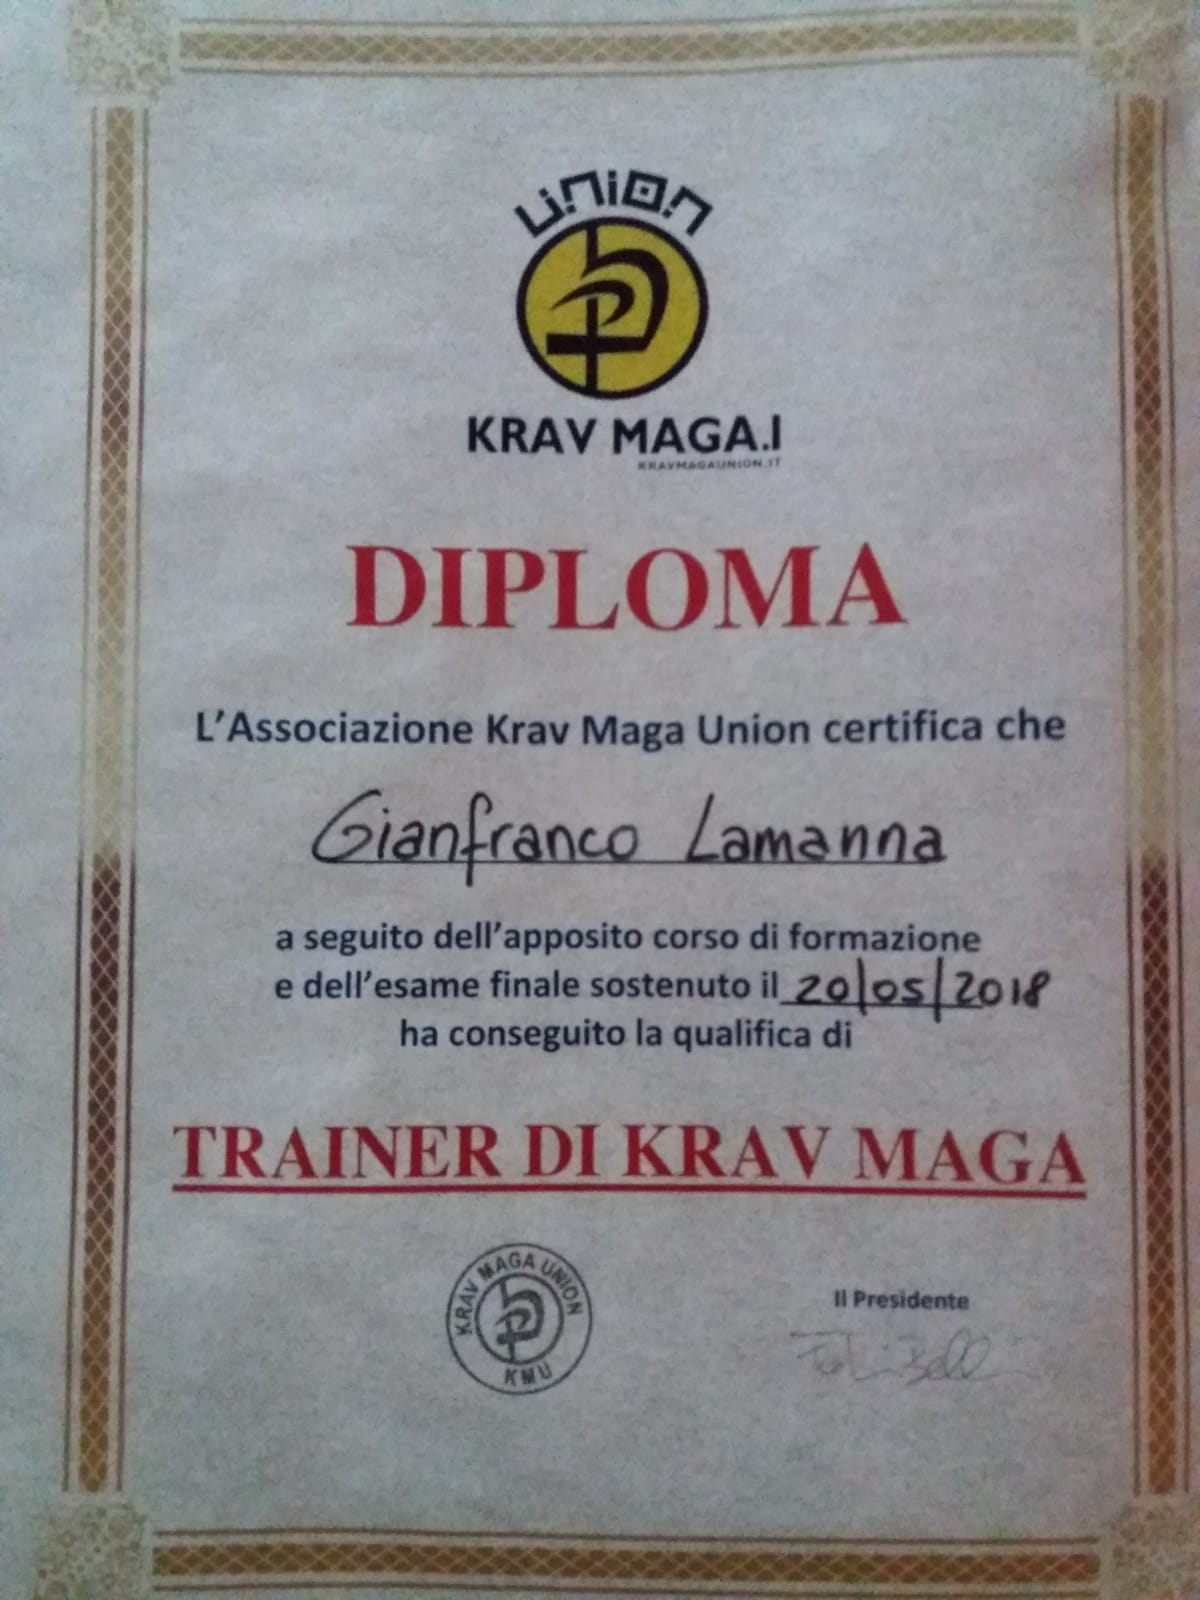 union
KRAV MAGA.I
KRAVMAGAUNION.IT
DIPLOMA
L'Associazione Krav Maga Union certifica che
Gianfranco Lamanna
a seguito dell'apposito corso di formazione
e dell'esame finale sostenuto il 20/05/2018
ha conseguito la qualifica di
TRAINER DI KRAV MAGA
KRAV MAGA UNION
KMU
Il Presidente